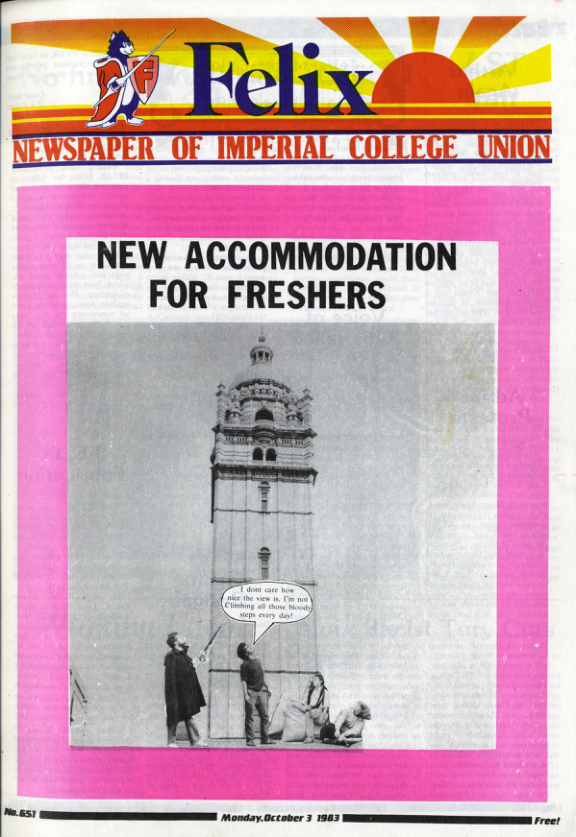 F
Felix
NEWSPAPER OF IMPERIAL COLLEGE UNION
NEW ACCOMMODATION
FOR FRESHERS
I dont care how
nice the view is. I'm not
Climbing all those bloody
steps every day!
No.651
Monday, October 3 1983
Free!